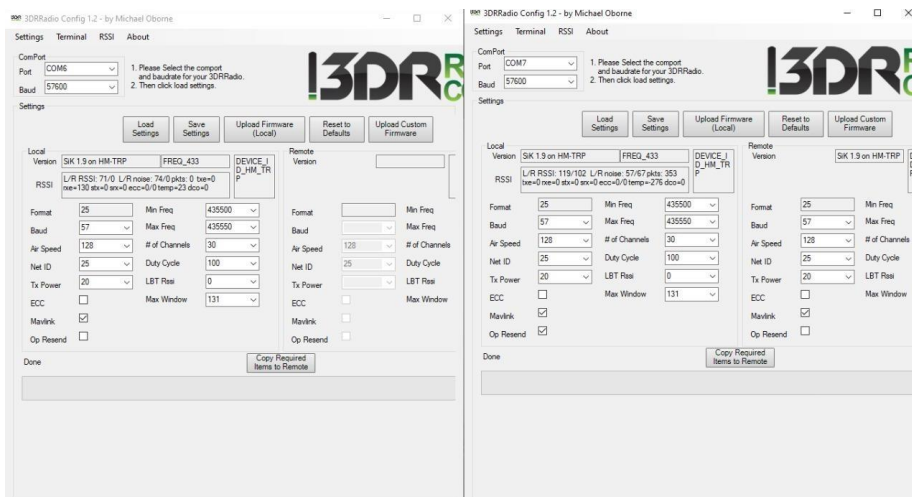 3DRRadio Config 1.2 - by Michael Oborne
Settings Terminal RSSI About
ComPort
Port COM6
Baud 57600
1. Please Select the comport
and baudrate for your 3DRRadio.
2. Then click load settings.
!3DR
Settings
Load Settings Save Settings Upload Firmware (Local) Reset to Defaults Upload Custom Firmware
Local
Version SiK 1.9 on HM-TRP FREQ_433 DEVICE_I
D_HM_TR
P
RSSI L/R RSSI: 71/0 L/R noise: 74/0 pkts: 0 txe=0
rxe=130 stx=0 srx=0 ecc=0/0 temp=23 dco=0
Format 25 Min Freq 435500
Baud 57 Max Freq 435550
Air Speed 128 # of Channels 30
Net ID 25 Duty Cycle 100
Tx Power 20 LBT Rssi 0
ECC Max Window 131
Mavlink
Op Resend
Remote
Version
Format Min Freq
Baud Max Freq
Air Speed 128 # of Channels
Net ID 25 Duty Cycle
Tx Power LBT Rssi
ECC Max Window
Mavlink
Op Resend
Done
Copy Required
Items to Remote
3DRRadio Config 1.2 - by Michael Oborne
Settings Terminal RSSI About
ComPort
Port COM7
Baud 57600
1. Please Select the comport
and baudrate for your 3DRRadio.
2. Then click load settings.
!3DR
Settings
Load Settings Save Settings Upload Firmware (Local) Reset to Defaults Upload Custom Firmware
Local
Version SiK 1.9 on HM-TRP FREQ_433 DEVICE_I
D_HM_TR
P
RSSI L/R RSSI: 119/102 L/R noise: 57/67 pkts: 353
txe=0 rxe=0 stx=0 srx=0 ecc=0/0 temp=-276 dco=0
Format 25 Min Freq 435500
Baud 57 Max Freq 435550
Air Speed 128 # of Channels 30
Net ID 25 Duty Cycle 100
Tx Power 20 LBT Rssi 0
ECC Max Window 131
Mavlink
Op Resend
Remote
Version SiK 1.9 on HM-TRP
Format 25 Min Freq
Baud 57 Max Freq
Air Speed 128 # of Channels
Net ID 25 Duty Cycle
Tx Power 20 LBT Rssi
ECC Max Window
Mavlink
Op Resend
Done
Copy Required
Items to Remote